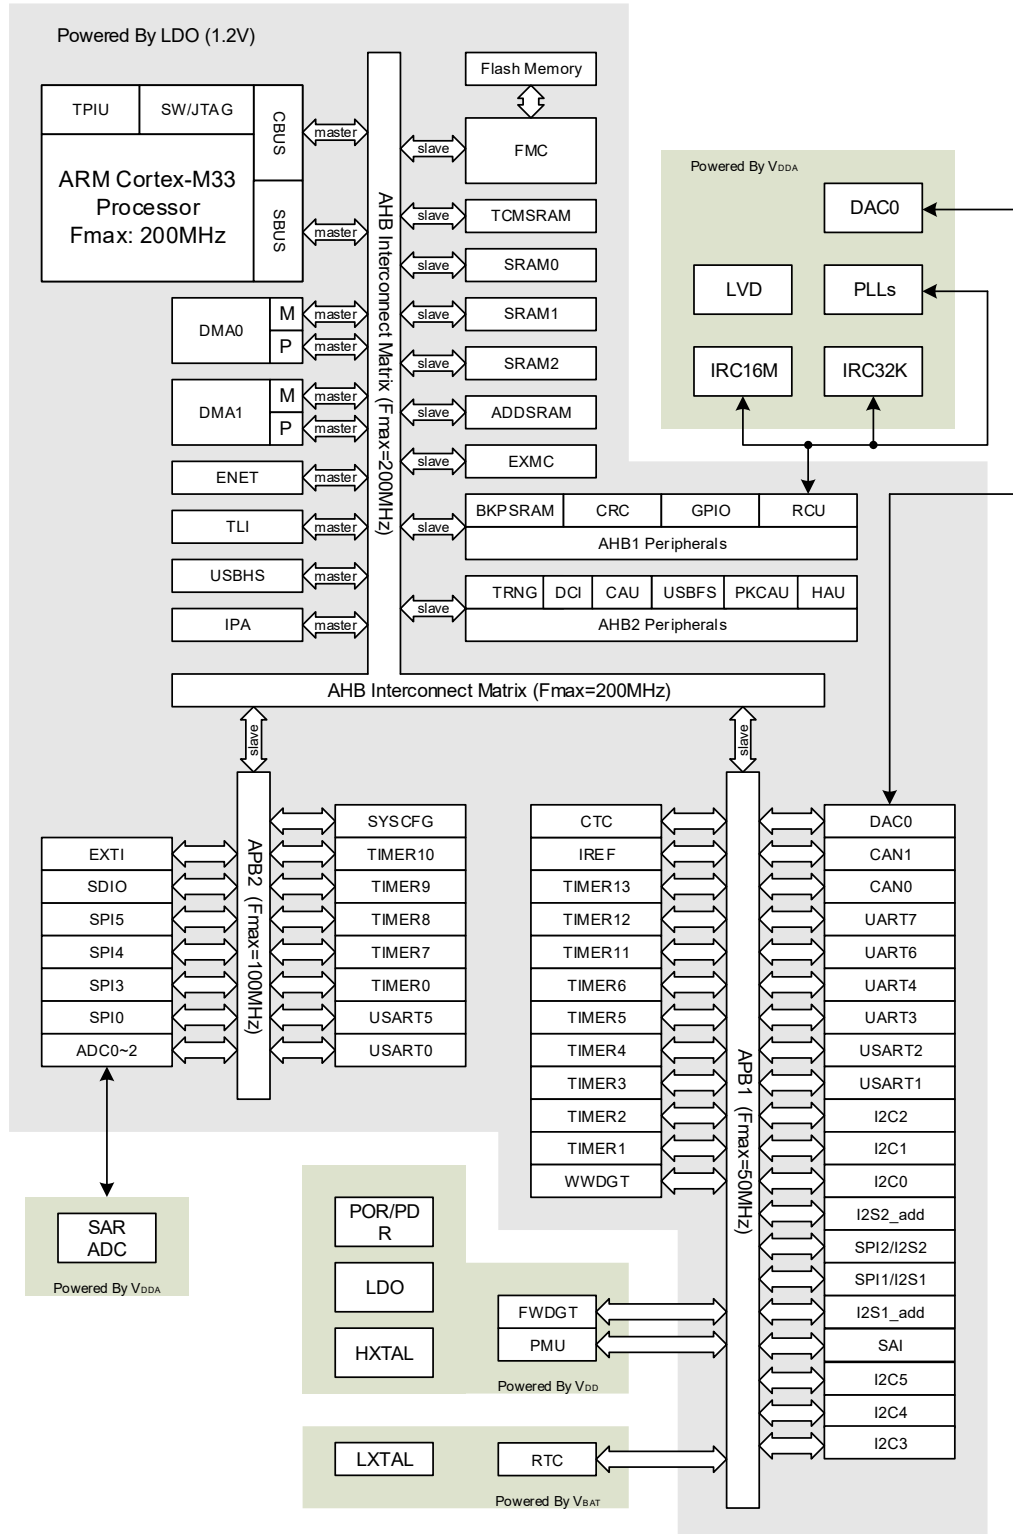 Powered By LDO (1.2V)
TPIU
SW/JTAG
CBUS
ARM Cortex-M33
Processor
Fmax: 200MHz
SBUS
master
master
DMA0
M
master
P
master
DMA1
M
master
P
master
ENET
master
TLI
master
USBHS
master
IPA
master
AHB Interconnect Matrix (Fmax=200MHz)
Flash Memory
slave
FMC
slave
TCMSRAM
slave
SRAM0
slave
SRAM1
slave
SRAM2
slave
ADDSRAM
slave
EXMC
slave
BKPSRAM
CRC
GPIO
RCU
AHB1 Peripherals
slave
TRNG
DCI
CAU
USBFS
PKCAU
HAU
AHB2 Peripherals
Powered By VDDA
DAC0
LVD
PLLs
IRC16M
IRC32K
AHB Interconnect Matrix (Fmax=200MHz)
slave
slave
EXTI
SDIO
SPI5
SPI4
SPI3
SPI0
ADC0~2
APB2 (Fmax=100MHz)
SYSCFG
TIMER10
TIMER9
TIMER8
TIMER7
TIMER0
USART5
USART0
CTC
IREF
TIMER13
TIMER12
TIMER11
TIMER6
TIMER5
TIMER4
TIMER3
TIMER2
TIMER1
WWDGT
APB1 (Fmax=50MHz)
DAC0
CAN1
CAN0
UART7
UART6
UART4
UART3
USART2
USART1
I2C2
I2C1
I2C0
I2S2_add
SPI2/I2S2
SPI1/I2S1
I2S1_add
SAI
I2C5
I2C4
I2C3
SAR
ADC
Powered By VDDA
POR/PD
R
LDO
HXTAL
FWDGT
PMU
Powered By VDD
LXTAL
RTC
Powered By VBAT